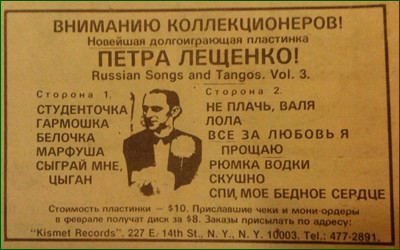 ВНИМАНИЮ КОЛЛЕКЦИОНЕРОВ!
Новейшая долгоиграющая пластинка
ПЕТРА ЛЕЩЕНКО!
Russian Songs and Tangos. Vol. 3.
Сторона 1.
СТУДЕНТОЧКА
ГАРМОШКА
БЕЛОЧКА
МАРФУША
СЫГРАЙ МНЕ,
ЦЫГАН
Сторона 2.
НЕ ПЛАЧЬ, ВАЛЯ
ЛОЛА
ВСЕ ЗА ЛЮБОВЬ Я
ПРОЩАЮ
РЮМКА ВОДКИ
СКУШНО
СПИ, МОЕ БЕДНОЕ СЕРДЦЕ
Стоимость пластинки — $10. Приславшие чеки и мони-ордеры
в феврале получат диск за $8. Заказы присылать по адресу:
"Kismet Records". 227 E. 14th St., N. Y., N. Y. 10003. Tel.: 477-2891.